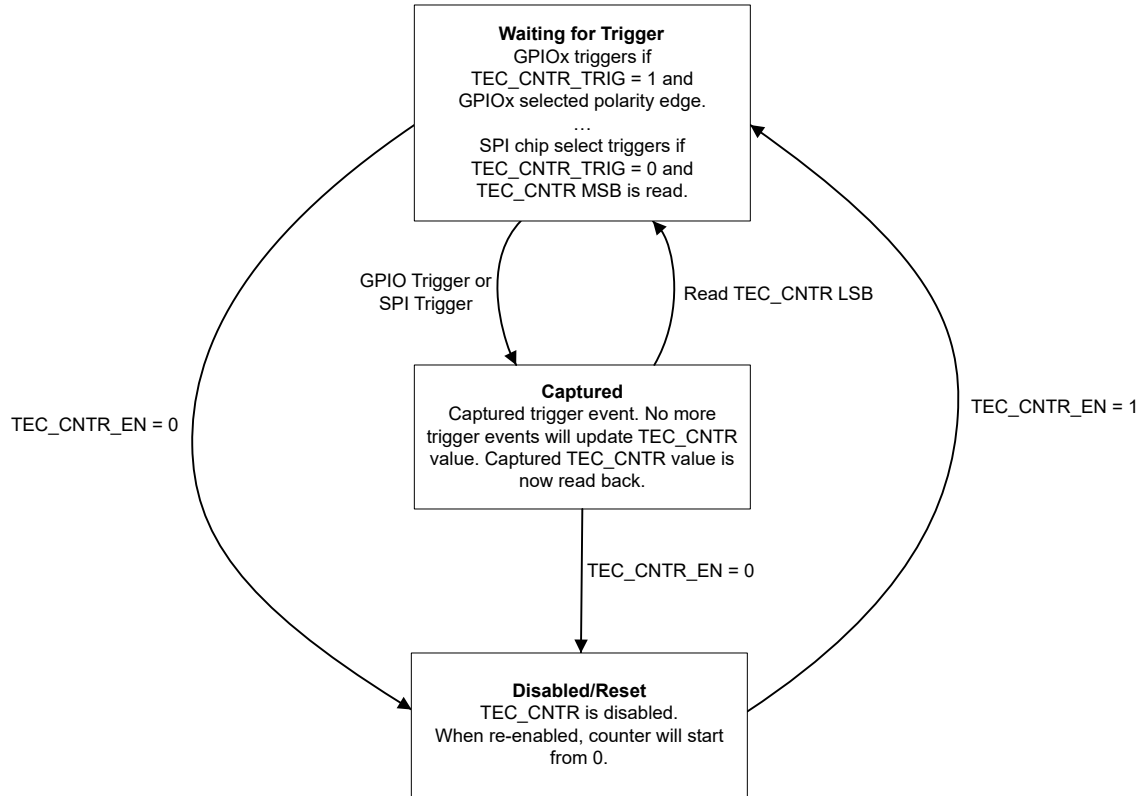 Waiting for Trigger
GPIOx triggers if
TEC_CNTR_TRIG = 1 and
GPIOx selected polarity edge.
...
SPI chip select triggers if
TEC_CNTR_TRIG = 0 and
TEC_CNTR MSB is read.
GPIO Trigger or
SPI Trigger
Read TEC_CNTR LSB
Captured
Captured trigger event. No more
trigger events will update TEC_CNTR
value. Captured TEC_CNTR value is
now read back.
TEC_CNTR_EN = 0
TEC_CNTR_EN = 1
TEC_CNTR_EN = 0
Disabled/Reset
TEC_CNTR is disabled.
When re-enabled, counter will start
from 0.